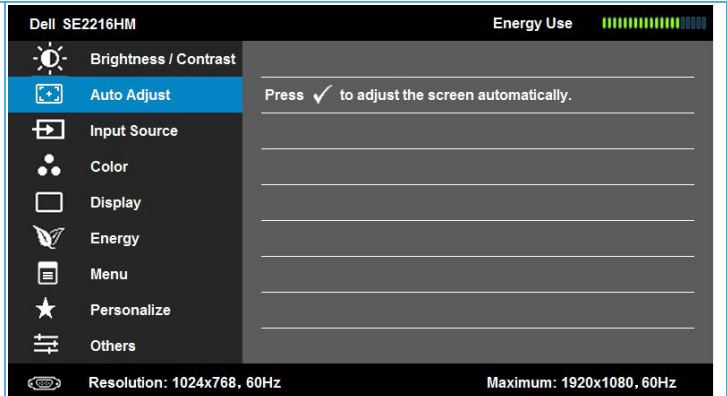 Dell SE2216HM Energy Use
Brightness / Contrast
Auto Adjust Press ✓ to adjust the screen automatically.
Input Source
Color
Display
Energy
Menu
Personalize
Others
Resolution: 1024x768, 60Hz Maximum: 1920x1080, 60Hz